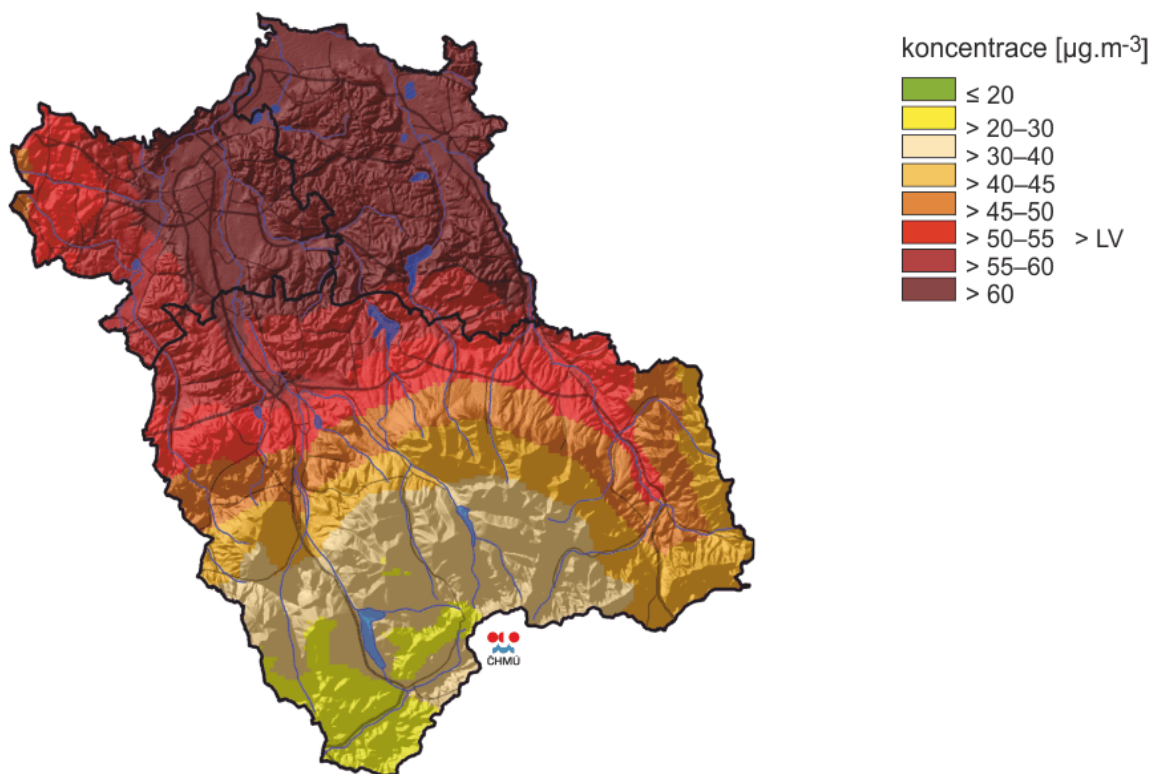 koncentrace [µg.m-3]
≤ 20
> 20–30
> 30–40
> 40–45
> 45–50
> 50–55 > LV
> 55–60
> 60
ČHMÚ